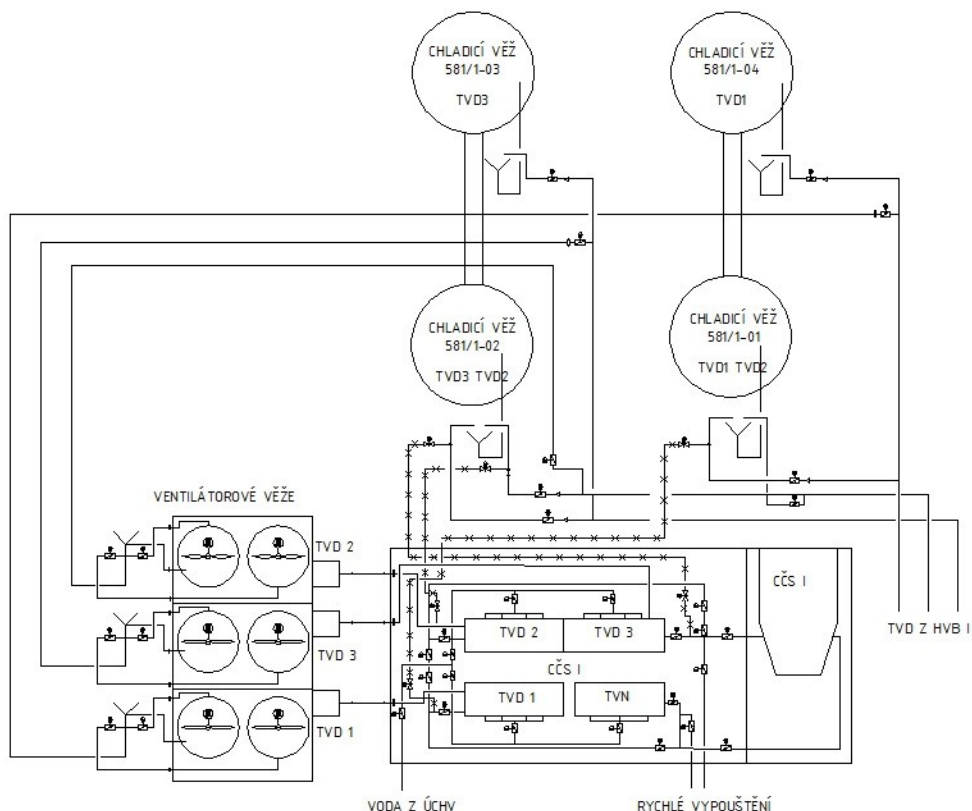 CHLADICÍ VĚŽ
581/1-03
TVD3
CHLADICÍ VĚŽ
581/1-04
TVD1
CHLADICÍ VĚŽ
581/1-02
TVD3 TVD2
CHLADICÍ VĚŽ
581/1-01
TVD1 TVD2
VENTILÁTOROVÉ VĚŽE
TVD 2
TVD 3
TVD 1
TVD 2
TVD 3
ČČS I
TVD 1
TVN
ČČS I
TVD Z HVB I
VODA Z ÚCHV
RYCHLÉ VYPOUŠTĚNÍ